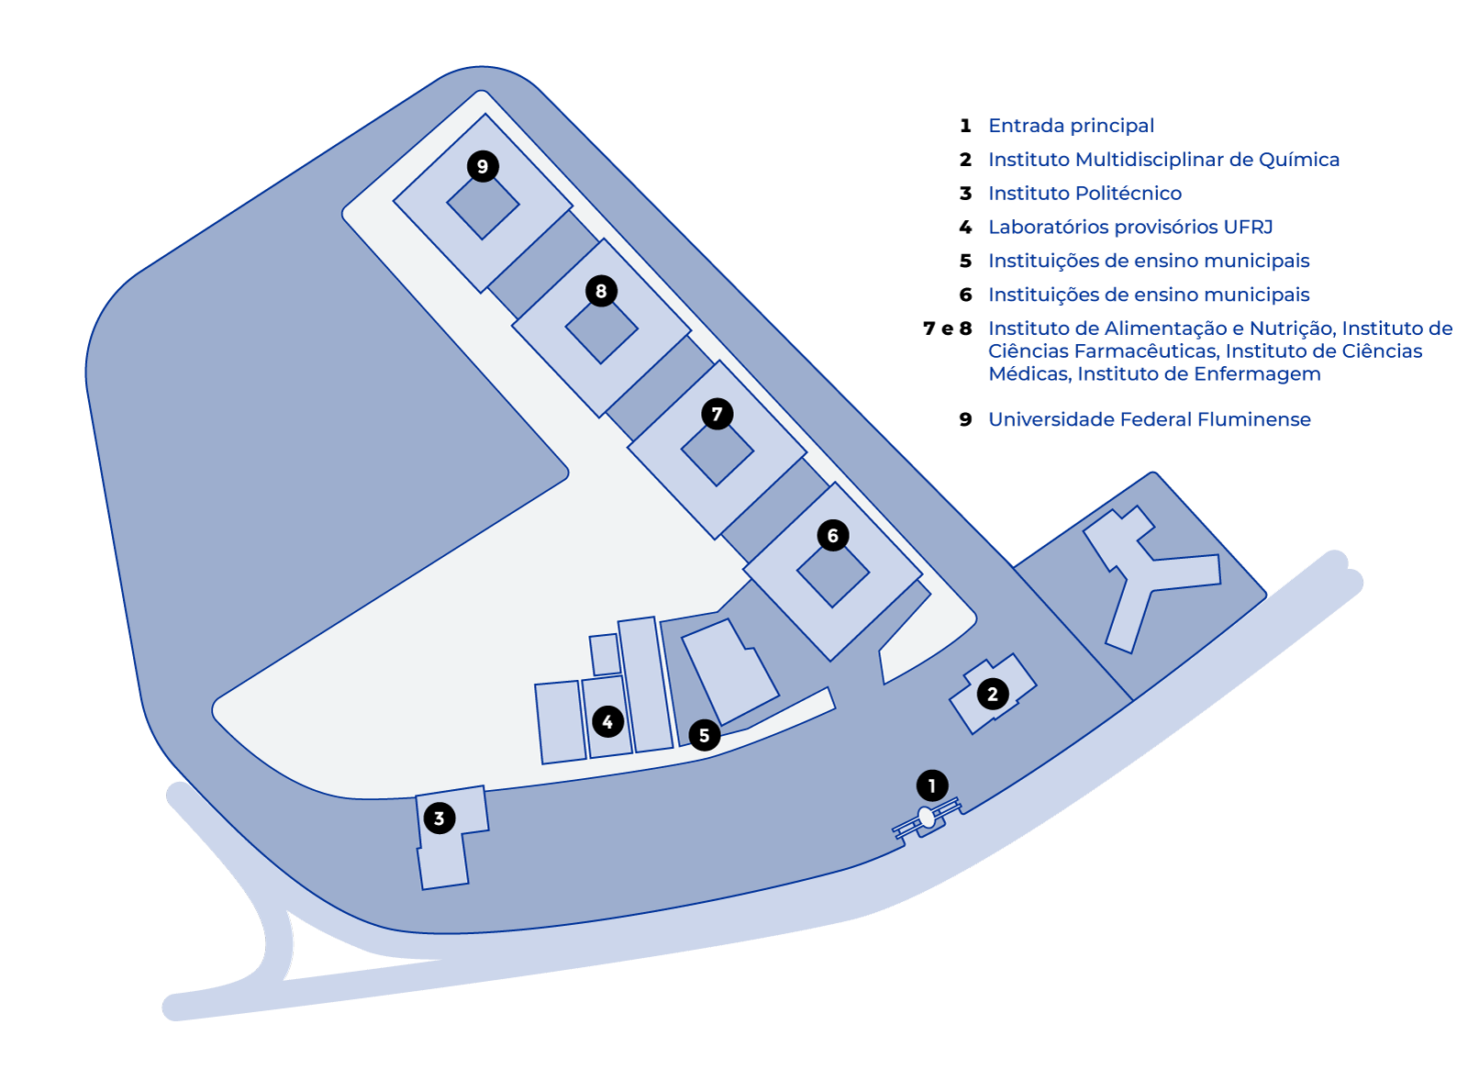 1 Entrada principal
2 Instituto Multidisciplinar de Química
3 Instituto Politécnico
4 Laboratórios provisórios UFRJ
5 Instituições de ensino municipais
6 Instituições de ensino municipais
7 e 8 Instituto de Alimentação e Nutrição, Instituto de
Ciências Farmacêuticas, Instituto de Ciências
Médicas, Instituto de Enfermagem
9 Universidade Federal Fluminense
9
8
7
6
2
4
5
1
3